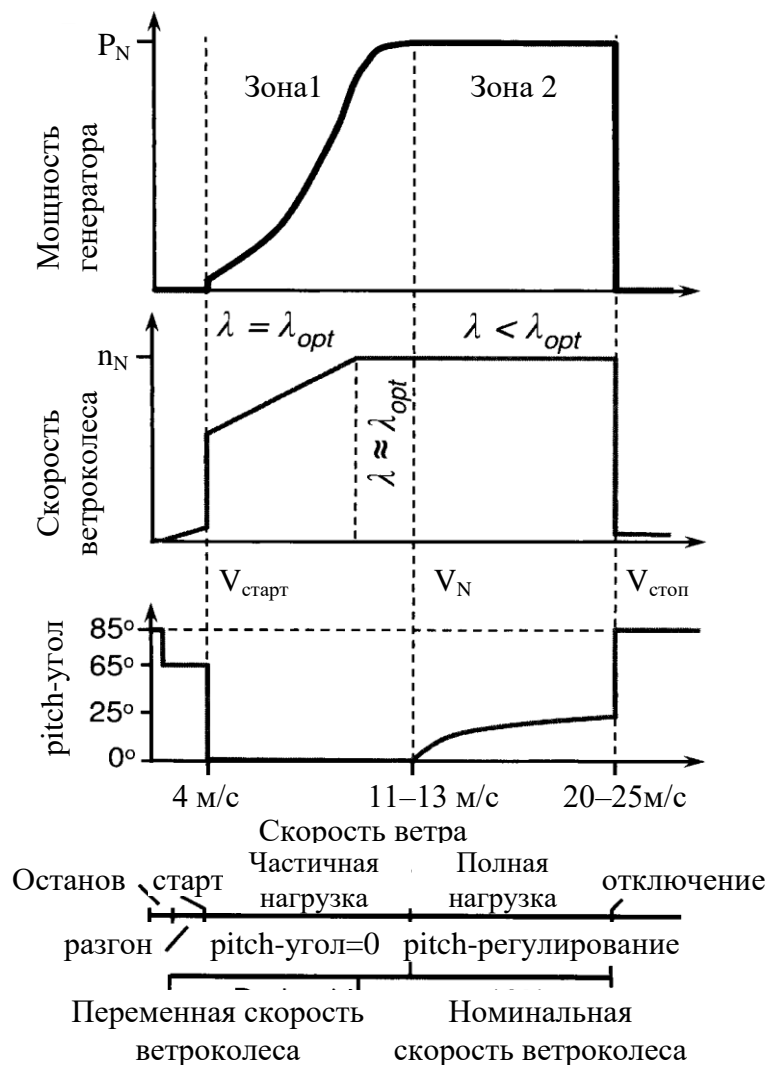 P_N
Зона1
Зона 2
Мощность
генератора
λ = λ_opt
λ < λ_opt
n_N
λ ≈ λ_opt
Скорость
ветроколеса
V_старт
V_N
V_стоп
85°
65°
25°
0°
pitch-угол
4 м/с
11–13 м/с
20–25м/с
Скорость ветра
Частичная
нагрузка
Полная
нагрузка
Останов
старт
отключение
разгон
pitch-угол=0
pitch-регулирование
Переменная скорость
ветроколеса
Номинальная
скорость ветроколеса